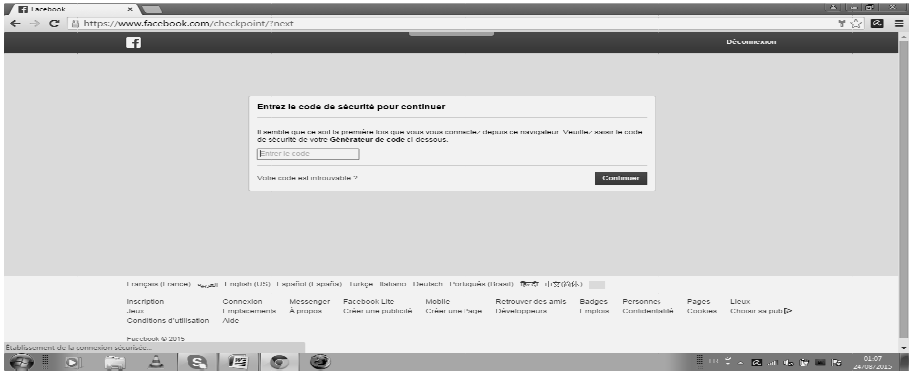 Facebook
https://www.facebook.com/checkpoint/?next
Déconnexion
Entrez le code de sécurité pour continuer
Il semble que ce soit la première fois que vous vous connectez depuis ce navigateur. Veuillez saisir le code
de sécurité de votre Générateur de code ci-dessous.
Entrer le code
Votre code est introuvable ?
Continuer
Français (France) العربية English (US) Español (España) Türkçe Italiano Deutsch Português (Brasil) हिन्दी 中文(简体)
Inscription Connexion Messenger Facebook Lite Mobile Retrouver des amis Badges Personnes Pages Lieux
Jeux Emplacements À propos Créer une publicité Créer une Page Développeurs Emplois Confidentialité Cookies Choisir sa pub
Conditions d'utilisation Aide
Facebook © 2015
Établissement de la connexion sécurisée...
01:07
24/08/2015